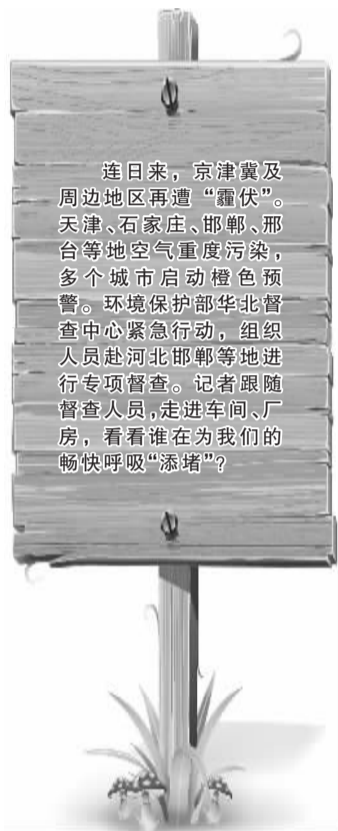 连日来，京津冀及
周边地区再遭“霾伏”。
天津、石家庄、邯郸、邢
台等地空气重度污染，
多个城市启动橙色预
警。环境保护部华北督
查中心紧急行动，组织
人员赴河北邯郸等地进
行专项督查。记者跟随
督查人员，走进车间、厂
房，看看谁在为我们的
畅快呼吸“添堵”？